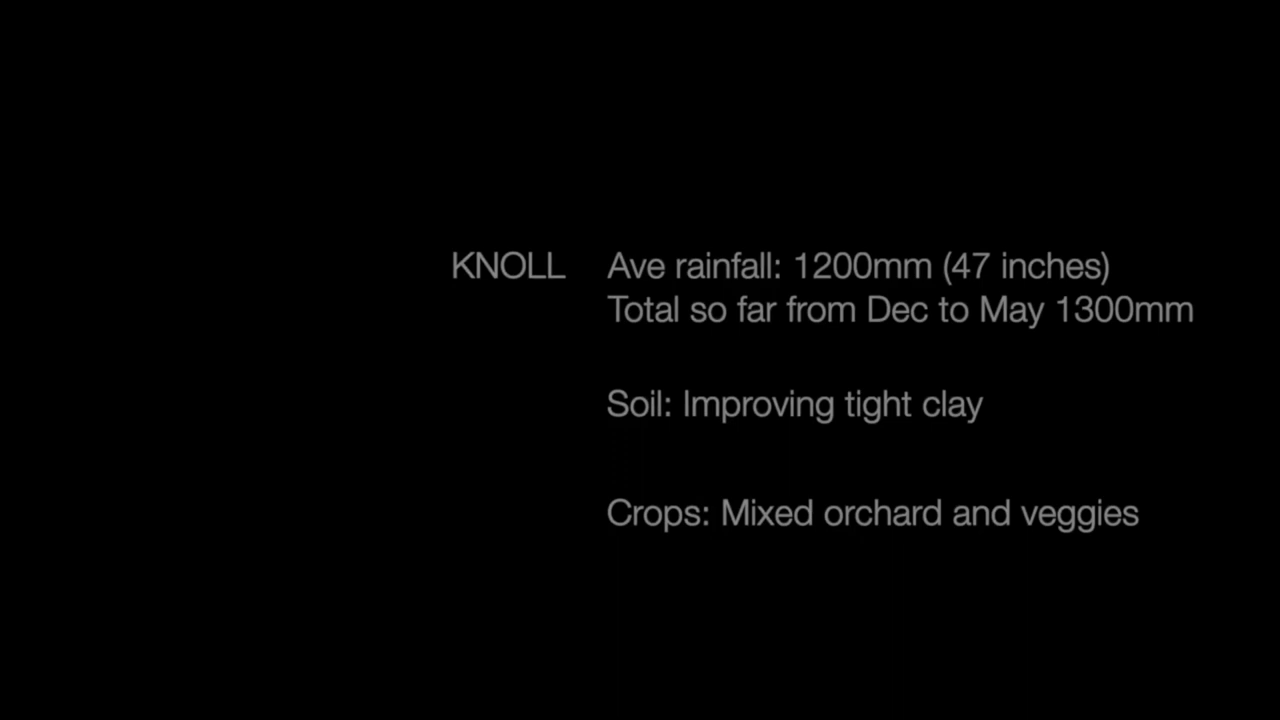 KNOLL Ave rainfall: 1200mm (47 inches)
Total so far from Dec to May 1300mm
Soil: Improving tight clay
Crops: Mixed orchard and veggies